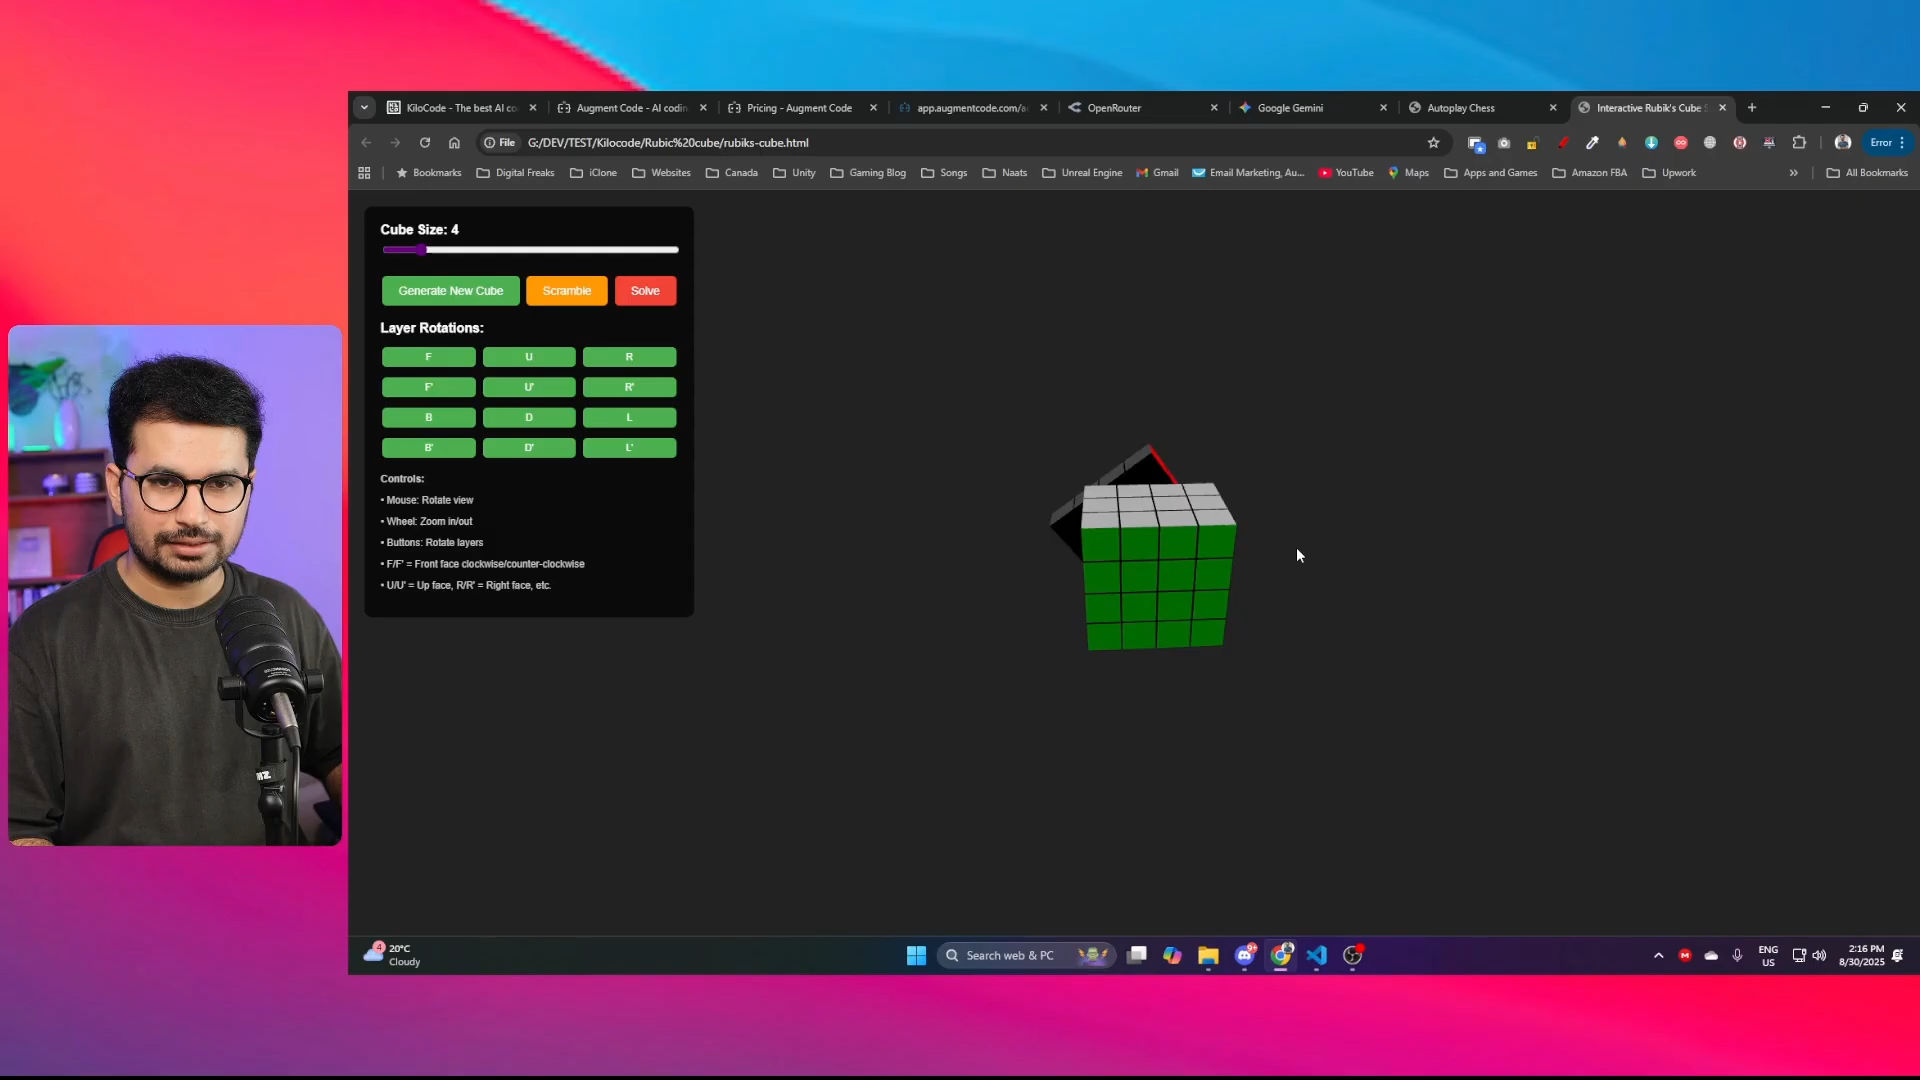 KiloCode - The best AI co
Augment Code - AI codin
Pricing - Augment Code
app.augmentcode.com/ac
OpenRouter
Google Gemini
Autoplay Chess
Interactive Rubik's Cube S
File
G:/DEV/TEST/Kilocode/Rubic%20cube/rubiks-cube.html
Error
Bookmarks
Digital Freaks
iClone
Websites
Canada
Unity
Gaming Blog
Songs
Naats
Unreal Engine
Gmail
Email Marketing, Au...
YouTube
Maps
Apps and Games
Amazon FBA
Upwork
All Bookmarks
Cube Size: 4
Generate New Cube
Scramble
Solve
Layer Rotations:
F U R
F' U' R'
B D L
B' D' L'
Controls:
• Mouse: Rotate view
• Wheel: Zoom in/out
• Buttons: Rotate layers
• F/F' = Front face clockwise/counter-clockwise
• U/U' = Up face, R/R' = Right face, etc.
4
20°C
Cloudy
Search web & PC
9+
ENG
US
2:16 PM
8/30/2025